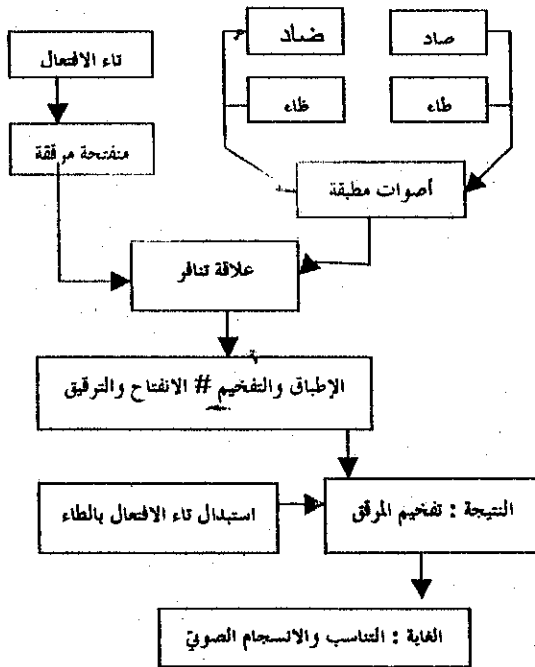 صاد
ضاد
تاء الافتعال
طاء
ظاء
منفتحة مرققة
أصوات مطبقة
علاقة تنافر
الإطباق والتفخيم # الانفتاح والترقيق
النتيجة : تفخيم المرقق
استبدال تاء الافتعال بالطاء
الغاية : التناسب والانسجام الصوتيّ